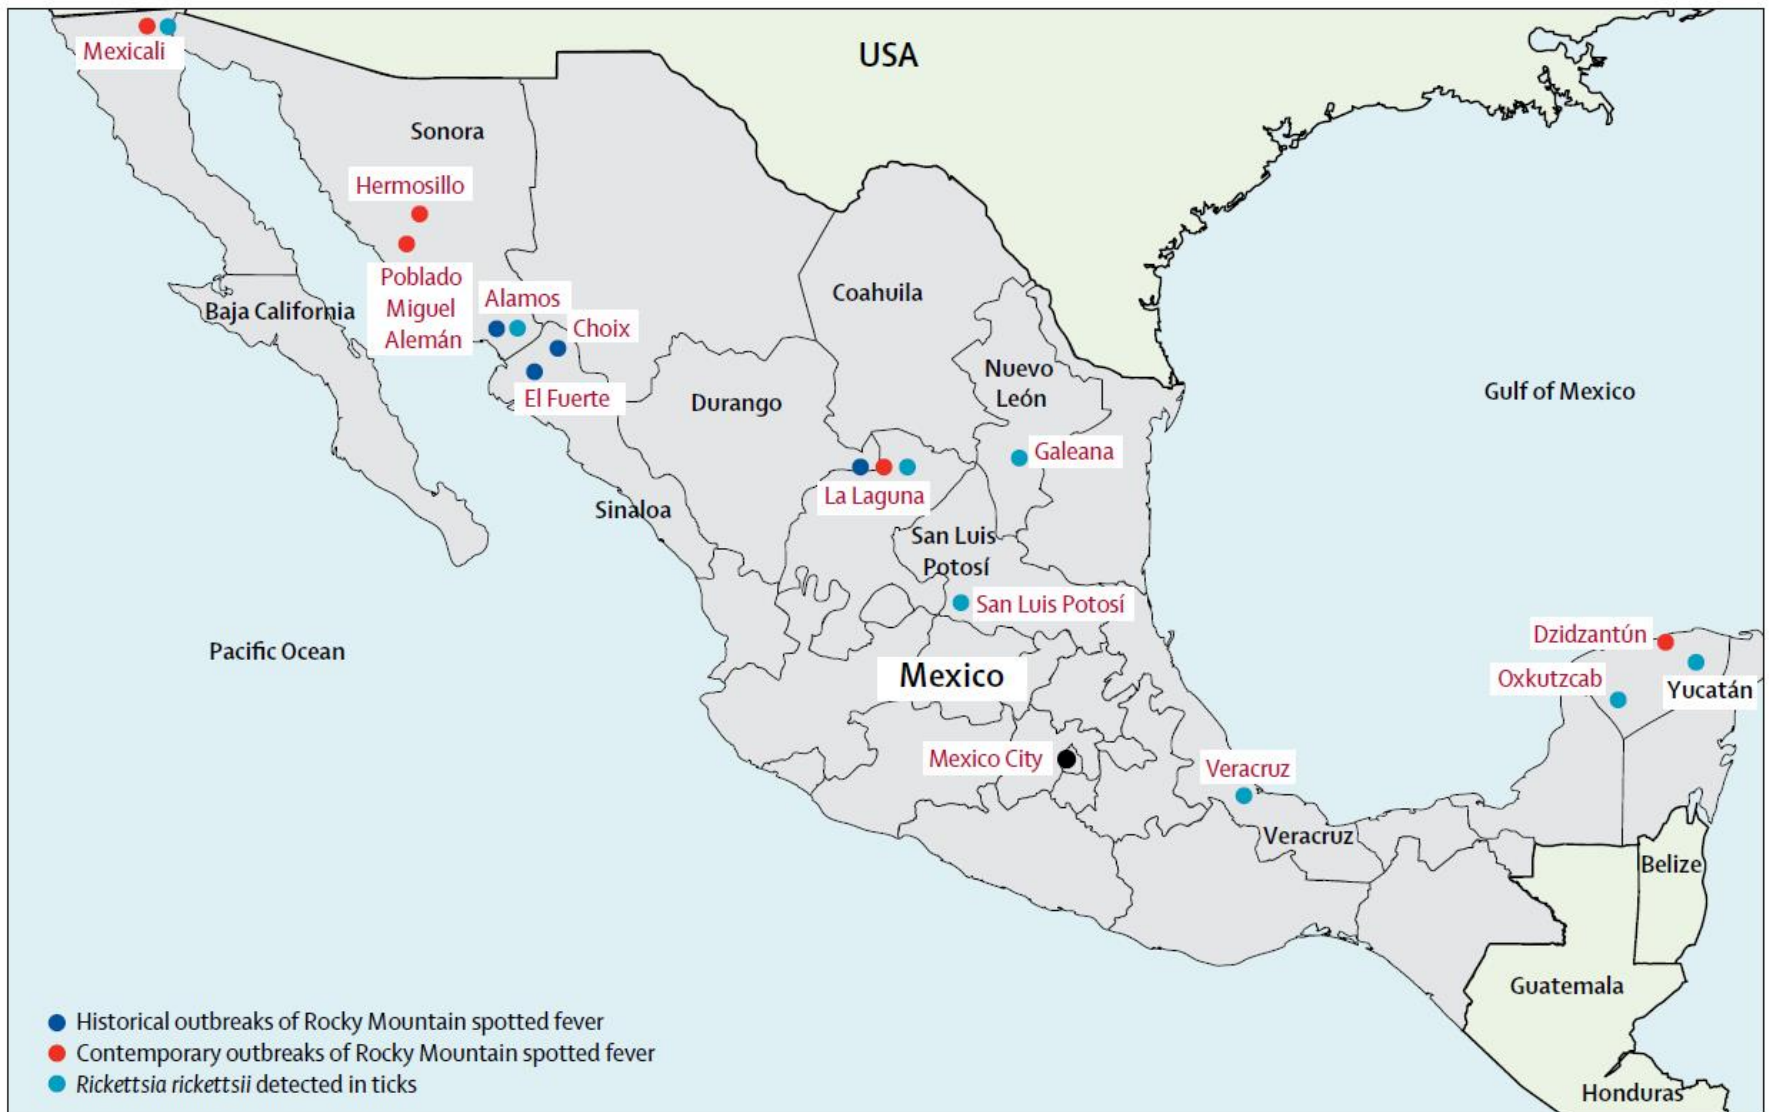 USA
Mexicali
Sonora
Hermosillo
Poblado
Miguel
Alemán
Alamos
Choix
El Fuerte
Baja California
Coahuila
Nuevo
León
Durango
Gulf of Mexico
Galeana
La Laguna
Sinaloa
San Luis
Potosí
San Luis Potosí
Pacific Ocean
Mexico
Dzidzantún
Oxkutzcab
Yucatán
Mexico City
Veracruz
Veracruz
Belize
Guatemala
Honduras
Historical outbreaks of Rocky Mountain spotted fever
Contemporary outbreaks of Rocky Mountain spotted fever
Rickettsia rickettsii detected in ticks